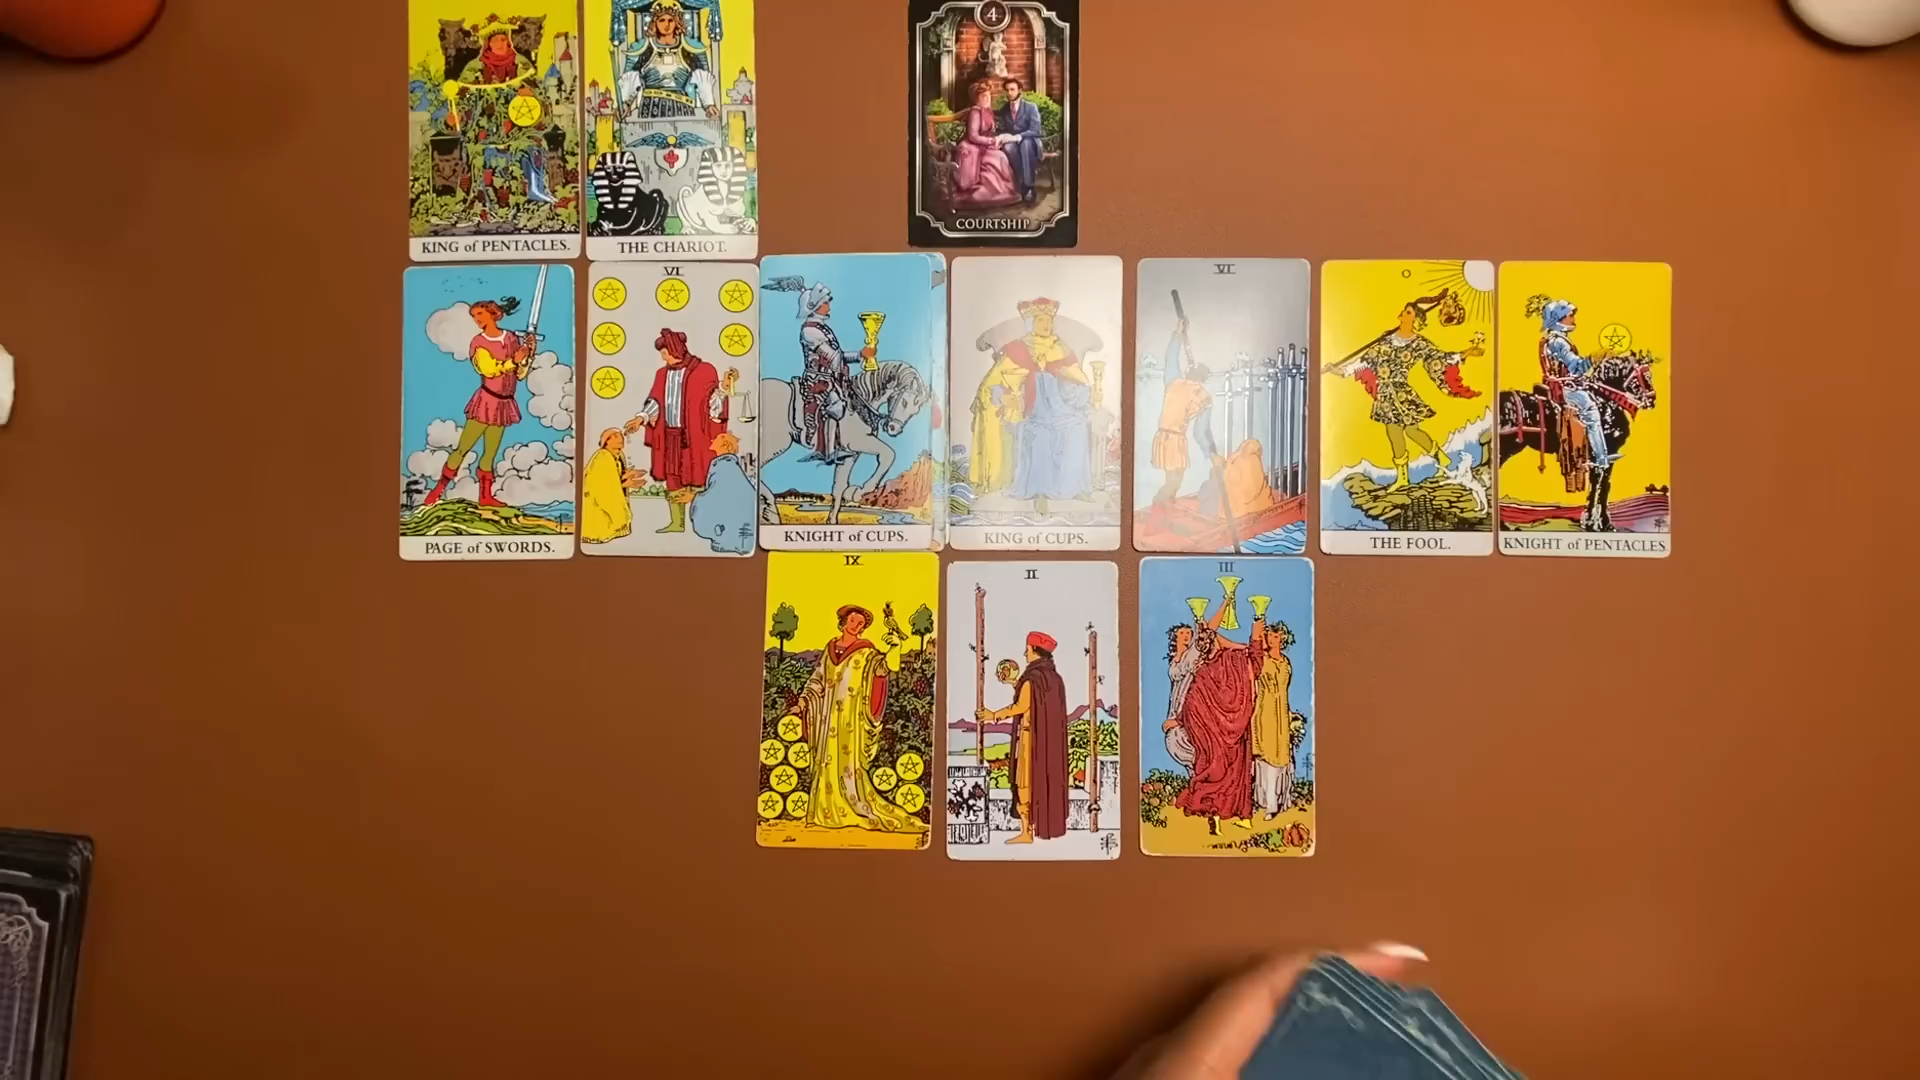 4
COURTSHIP
KING of PENTACLES.
THE CHARIOT.
VI
VI
0
PAGE of SWORDS.
KNIGHT of CUPS.
KING of CUPS.
THE FOOL.
KNIGHT of PENTACLES.
IX
II
III